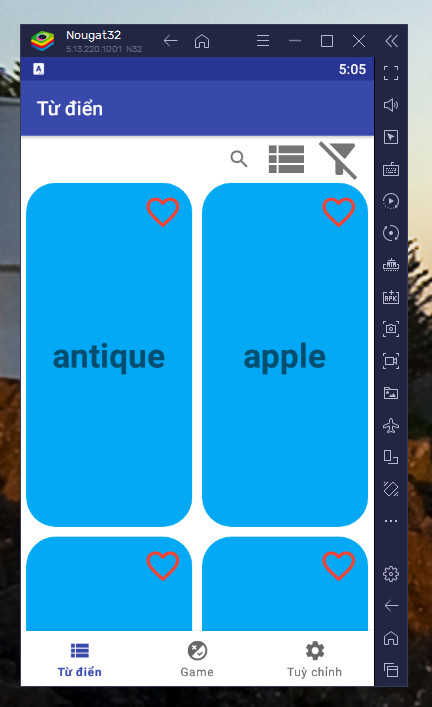 Nougat32
5.13.220.1001 N32
A
5:05
Từ điển
antique
apple
Từ điển
Game
Tuỳ chỉnh